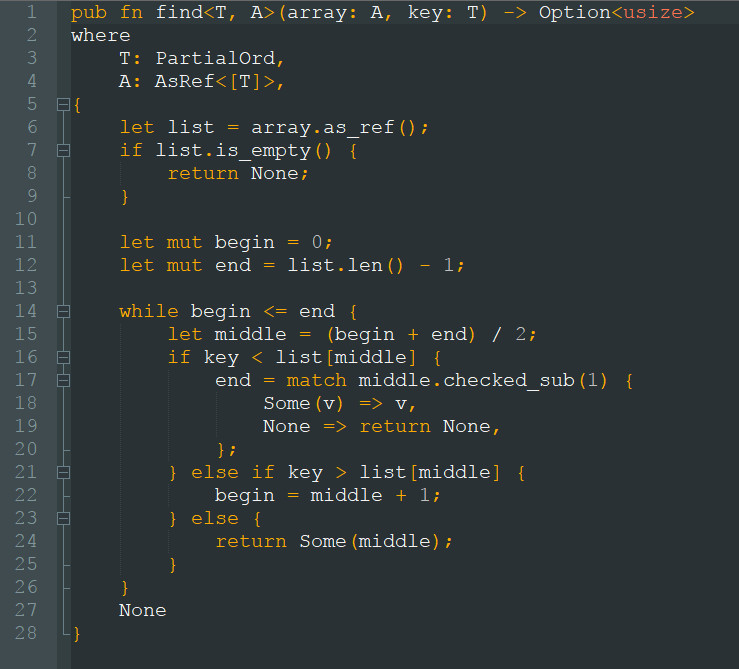 1 pub fn find<T, A>(array: A, key: T) -> Option<usize>
2 where
3     T: PartialOrd,
4     A: AsRef<[T]>,
5 {
6     let list = array.as_ref();
7     if list.is_empty() {
8         return None;
9     }
10
11     let mut begin = 0;
12     let mut end = list.len() - 1;
13
14     while begin <= end {
15         let middle = (begin + end) / 2;
16         if key < list[middle] {
17             end = match middle.checked_sub(1) {
18                 Some(v) => v,
19                 None => return None,
20             };
21         } else if key > list[middle] {
22             begin = middle + 1;
23         } else {
24             return Some(middle);
25         }
26     }
27     None
28 }